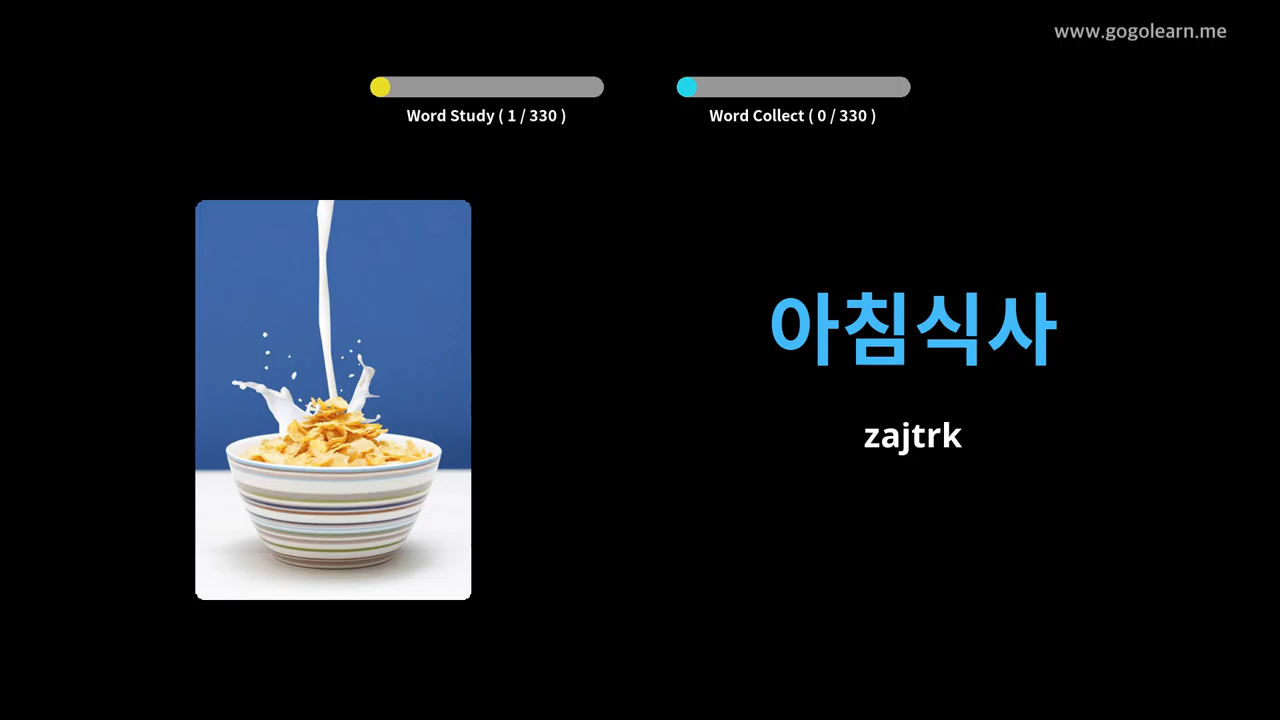 www.gogolearn.me
Word Study ( 1 / 330 )
Word Collect ( 0 / 330 )
아침식사
zajtrk